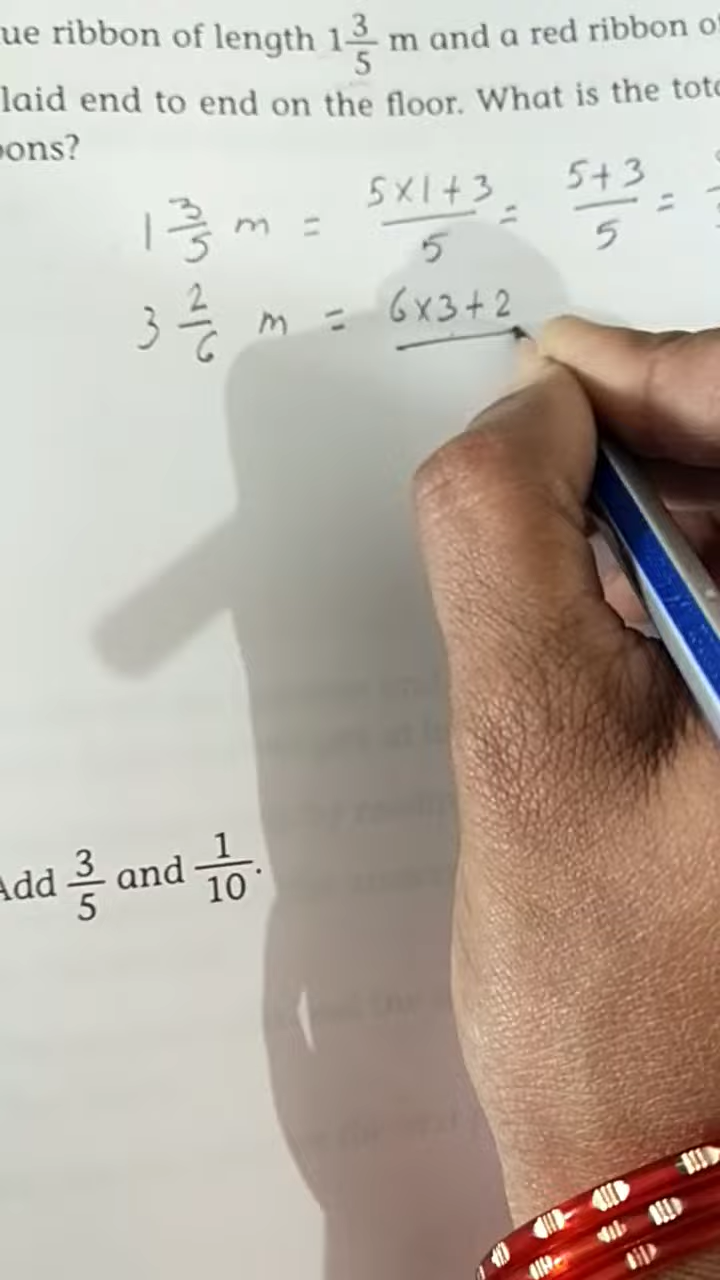 ue ribbon of length 1 3/5 m and a red ribbon o
laid end to end on the floor. What is the tot
ons?
1 3/5 m = 5×1+3/5 = 5+3/5 =
3 2/6 m = 6×3+2
Add 3/5 and 1/10.